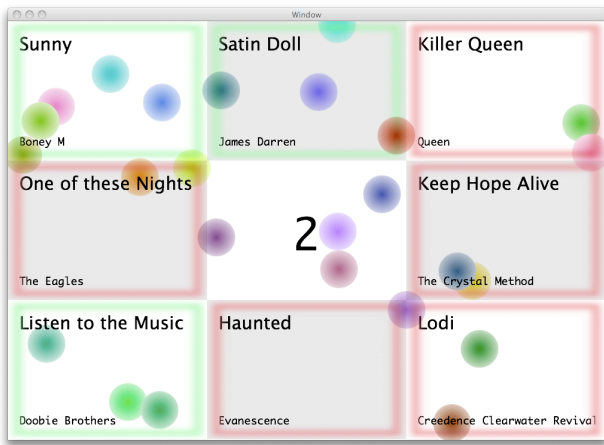 Window
Sunny
Boney M
Satin Doll
James Darren
Killer Queen
Queen
One of these Nights
The Eagles
2
Keep Hope Alive
The Crystal Method
Listen to the Music
Doobie Brothers
Haunted
Evanescence
Lodi
Creedence Clearwater Revival